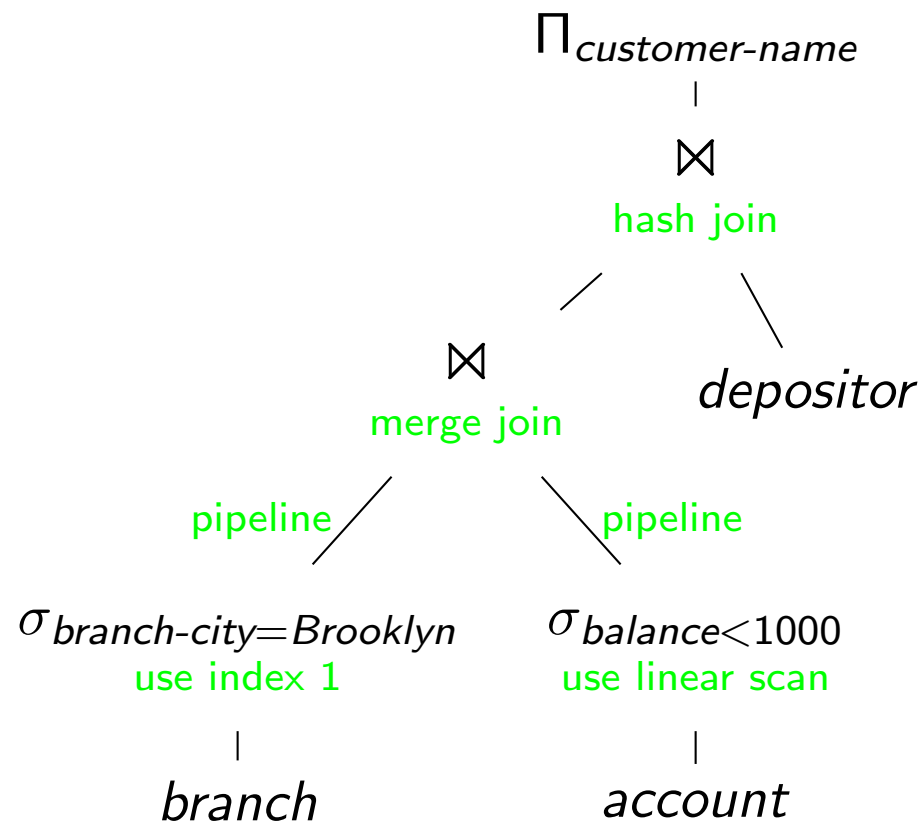 Π customer-name
⋈
hash join
⋈
merge join
depositor
pipeline
pipeline
σ branch-city=Brooklyn
use index 1
σ balance<1000
use linear scan
branch
account